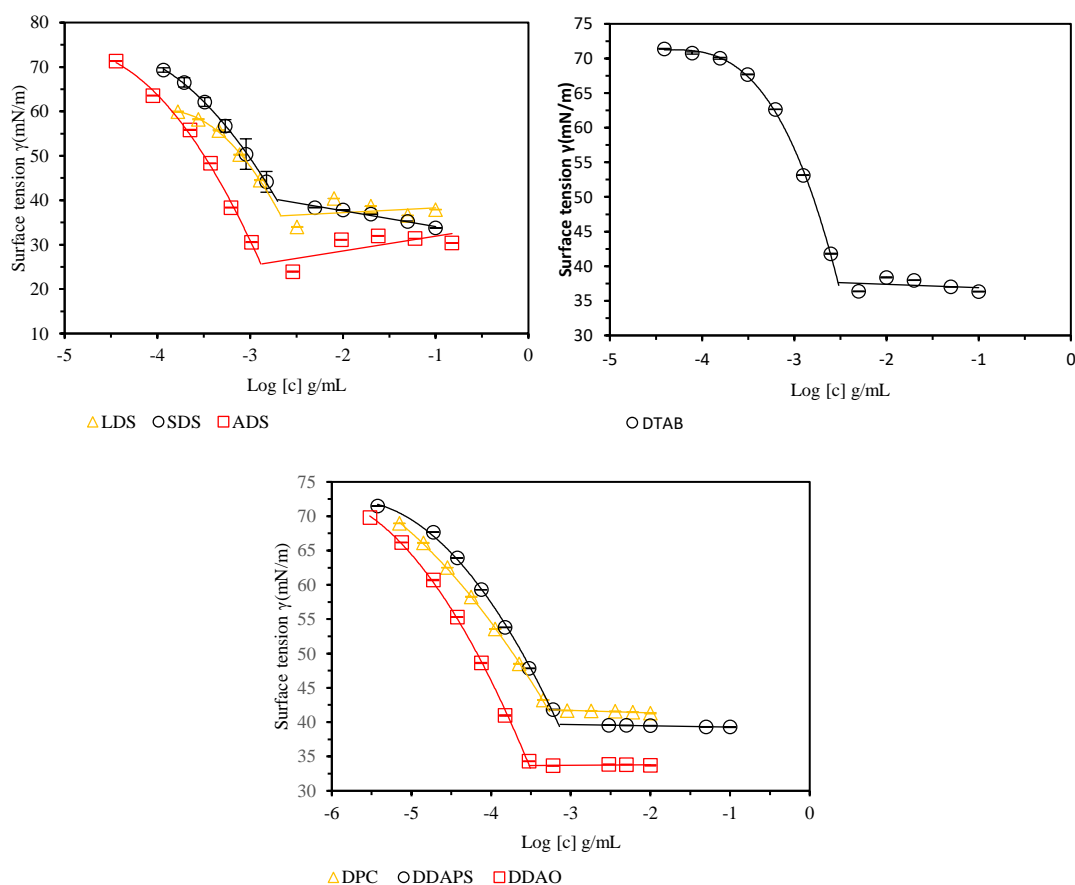 Surface tension γ(mN/m)
80
70
60
50
40
30
20
10
-5 -4 -3 -2 -1 0
Log [c] g/mL
LDS SDS ADS
Surface tension γ(mN/m)
75
70
65
60
55
50
45
40
35
30
-5 -4 -3 -2 -1 0
Log [c] g/mL
DTAB
Surface tension γ(mN/m)
75
70
65
60
55
50
45
40
35
30
-6 -5 -4 -3 -2 -1 0
Log [c] g/mL
DPC DDAPS DDAO